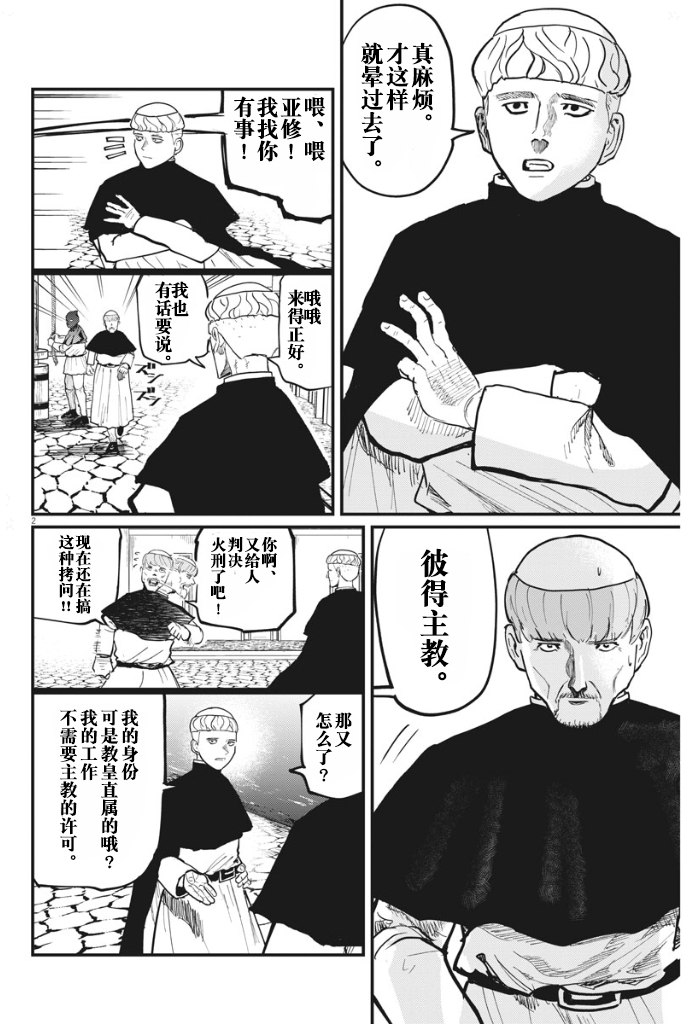 真麻烦。
才这样
就晕过去了。
喂、喂
亚修！
我找你
有事！
哦哦
来得正好。
我也
有话要说。
ズンズン
2
彼得主教。
你啊、
又给人
判决
火刑了吧！
现在还在搞
这种拷问!!
那又
怎么了？
我的身份
可是教皇直属的哦？
我的工作
不需要主教的许可。